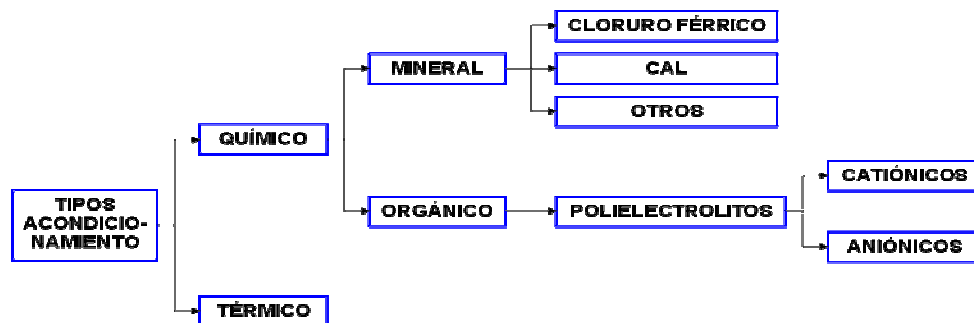 CLORURO FÉRRICO
MINERAL
CAL
OTROS
QUÍMICO
CATIÓNICOS
TIPOS
ACONDICIO-
NAMIENTO
ORGÁNICO
POLIELECTROLITOS
ANIÓNICOS
TÉRMICO